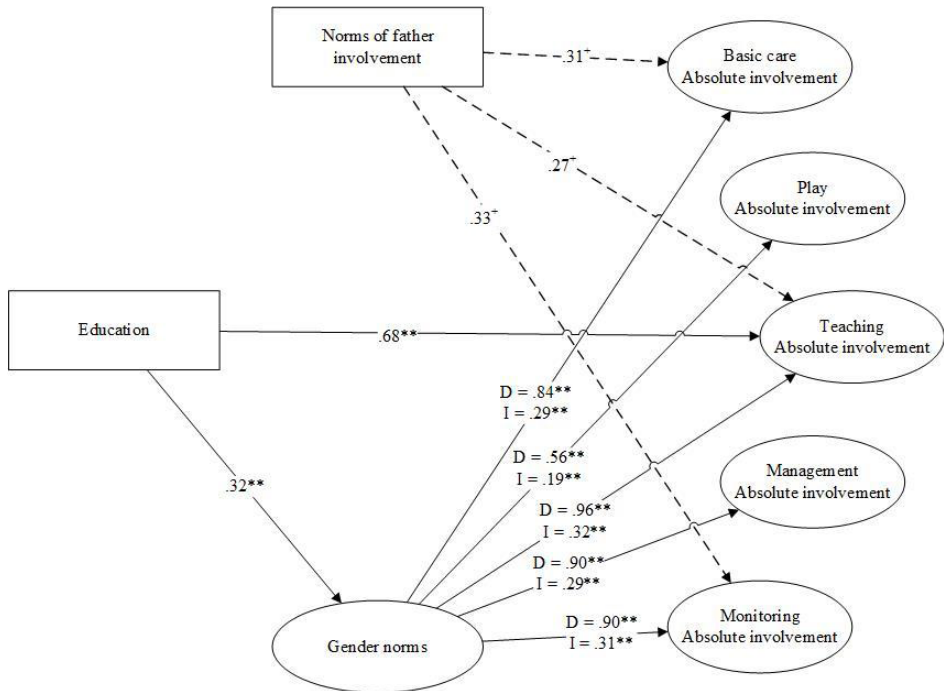 Norms of father
involvement
Basic care
Absolute involvement
.31+
.27+
.33+
Play
Absolute involvement
Education
.68**
Teaching
Absolute involvement
D = .84**
I = .29**
D = .56**
I = .19**
.32**
Management
Absolute involvement
D = .96**
I = .32**
D = .90**
I = .29**
D = .90**
I = .31**
Monitoring
Absolute involvement
Gender norms